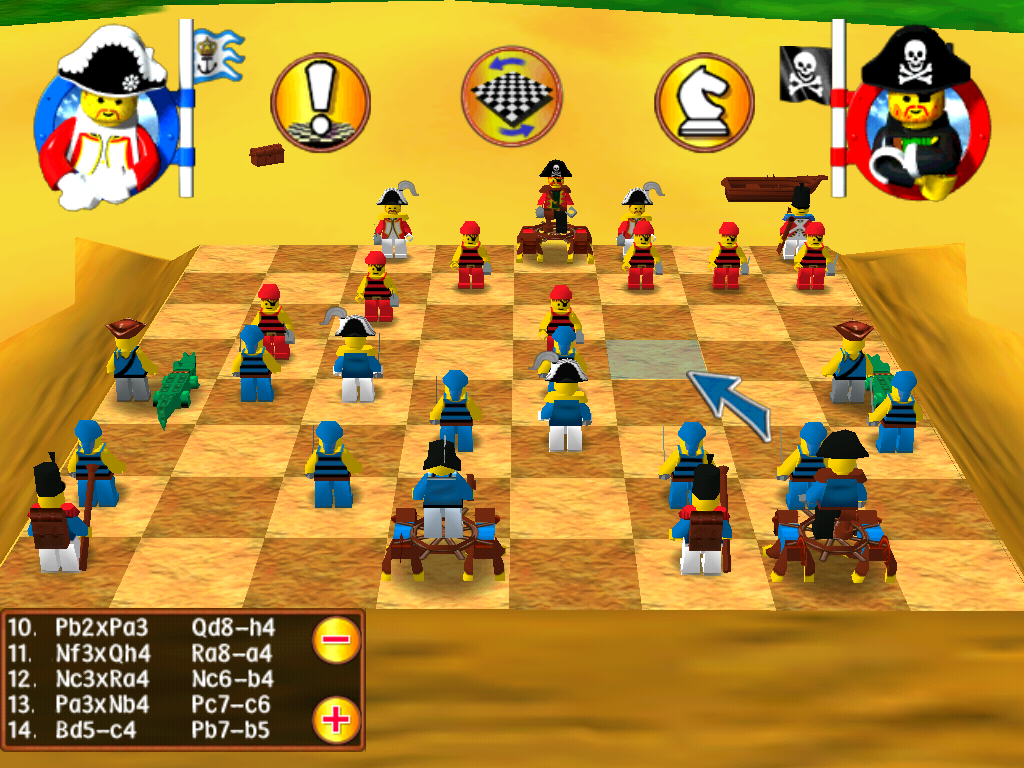 10. Pb2xPa3 Qd8-h4
11. Nf3xQh4 Ra8-a4
12. Nc3xRa4 Nc6-b4
13. Pa3xNb4 Pc7-c6
14. Bd5-c4 Pb7-b5